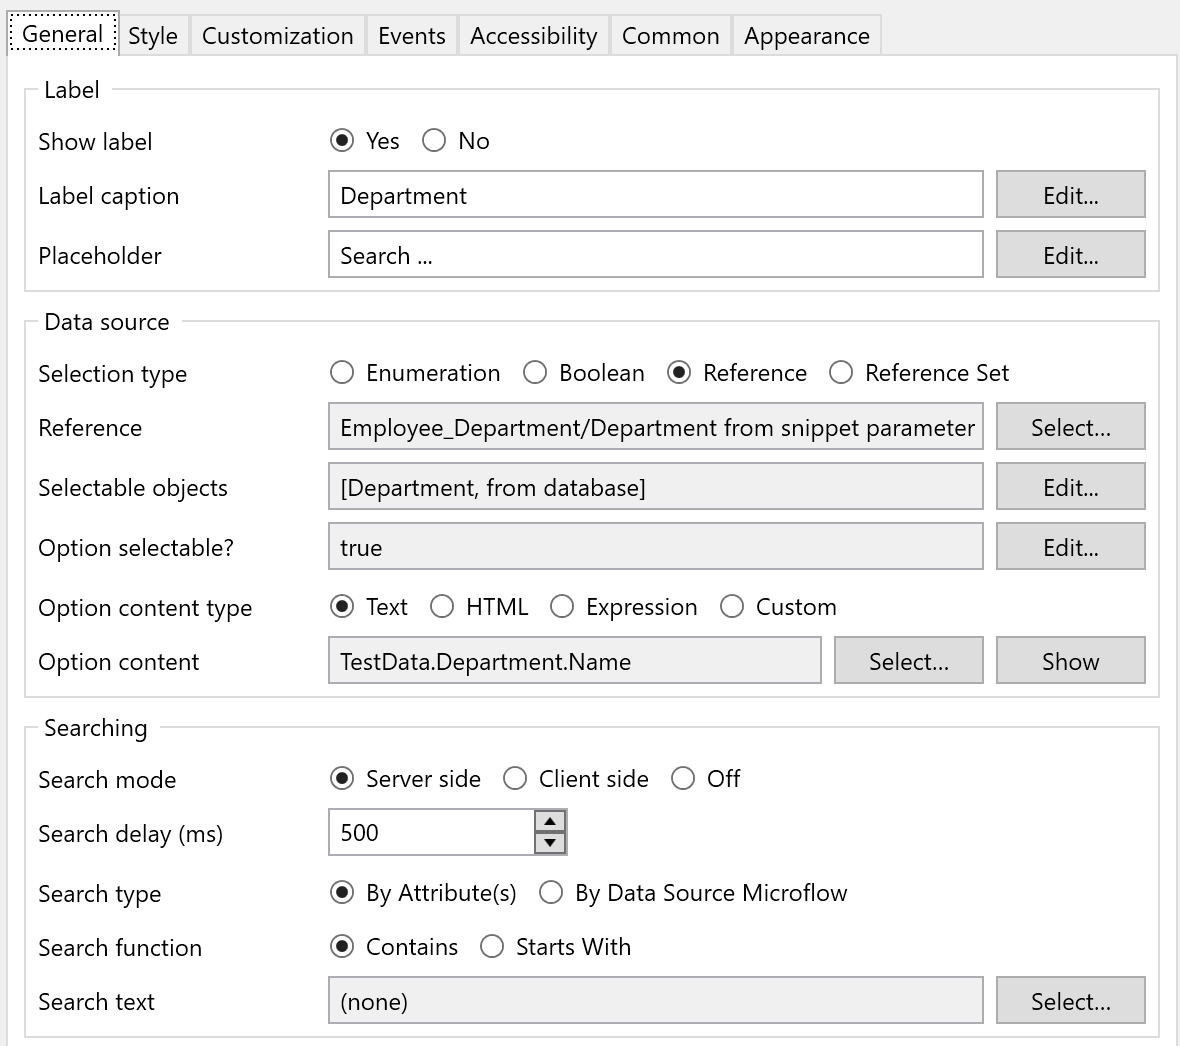 General Style Customization Events Accessibility Common Appearance
Label
Show label Yes No
Label caption Department Edit...
Placeholder Search ... Edit...
Data source
Selection type Enumeration Boolean Reference Reference Set
Reference Employee_Department/Department from snippet parameter Select...
Selectable objects [Department, from database] Edit...
Option selectable? true Edit...
Option content type Text HTML Expression Custom
Option content TestData.Department.Name Select... Show
Searching
Search mode Server side Client side Off
Search delay (ms) 500
Search type By Attribute(s) By Data Source Microflow
Search function Contains Starts With
Search text (none) Select...